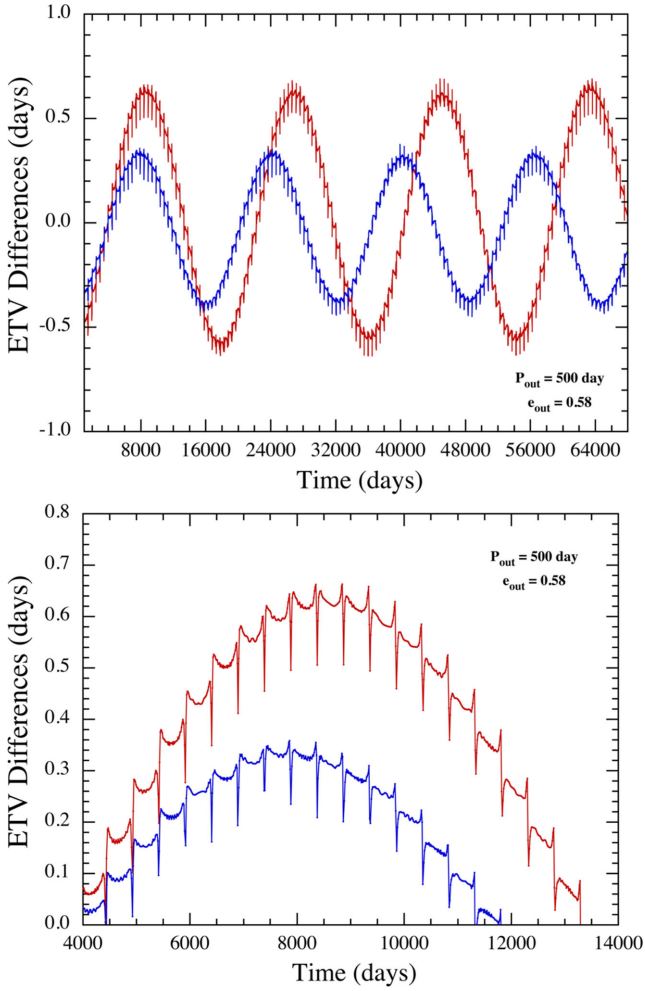 1.0
0.5
0.0
-0.5
-1.0
ETV Differences (days)
P_out = 500 day
e_out = 0.58
8000 16000 24000 32000 40000 48000 56000 64000
Time (days)
0.8
0.7
0.6
0.5
0.4
0.3
0.2
0.1
0.0
ETV Differences (days)
P_out = 500 day
e_out = 0.58
4000 6000 8000 10000 12000 14000
Time (days)